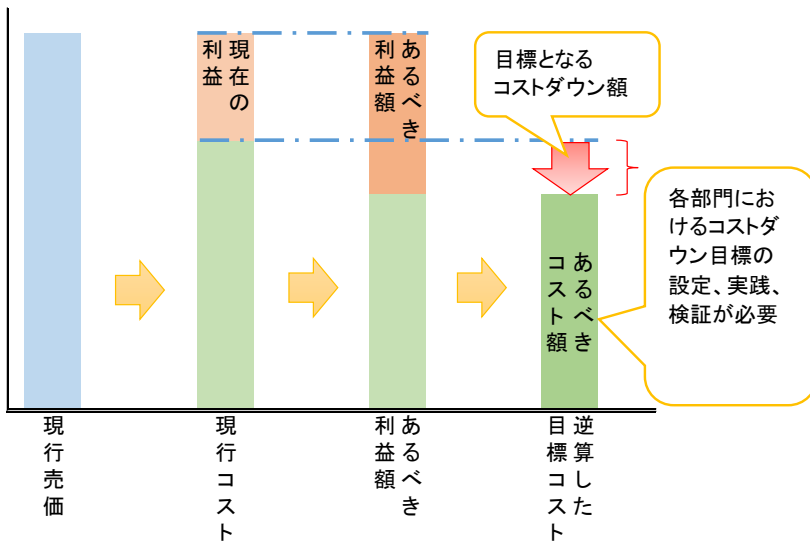 現在の
利益
あるべき
利益額
目標となる
コストダウン額
各部門にお
けるコストダ
ウン目標の
設定、実践、
検証が必要
あるべき
コスト額
現行売価
現行コスト
あるべき
利益額
逆算した
目標コスト